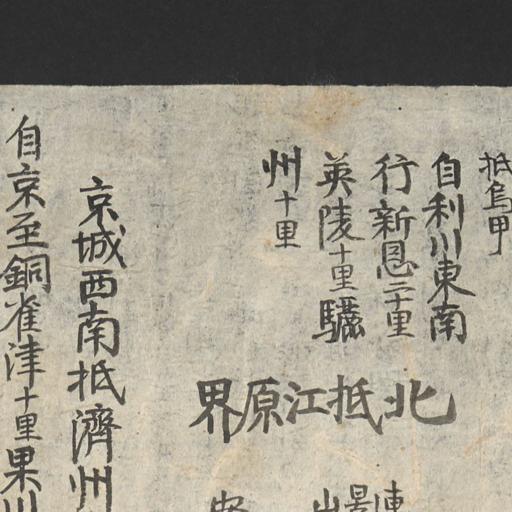 抵烏甲
自利川東南
行新恩二十里
英陵十里驪
州十里
北抵江原界
京城西南抵濟州
自京至銅雀津十里果川